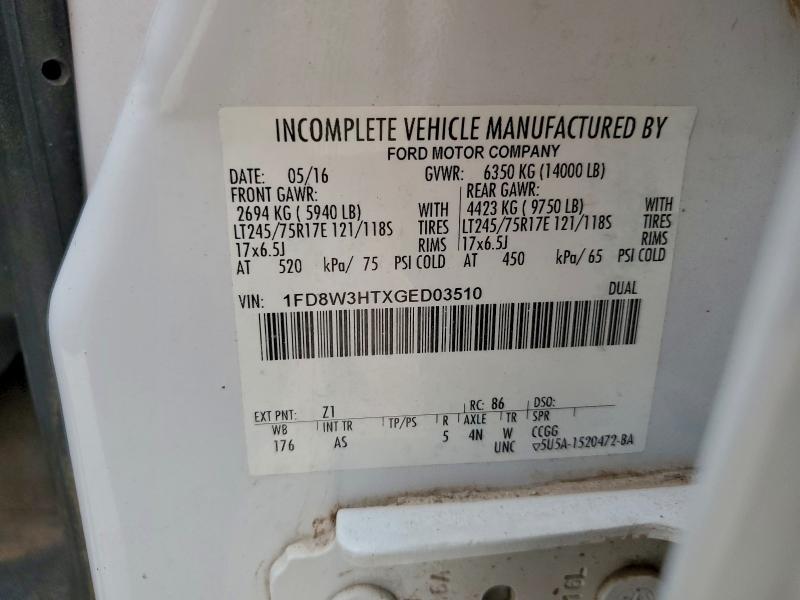 INCOMPLETE VEHICLE MANUFACTURED BY
FORD MOTOR COMPANY
DATE: 05/16 GVWR: 6350 KG (14000 LB)
FRONT GAWR: REAR GAWR:
2694 KG ( 5940 LB) WITH 4423 KG ( 9750 LB) WITH
LT245/75R17E 121/118S TIRES LT245/75R17E 121/118S TIRES
17x6.5J RIMS 17x6.5J RIMS
AT 520 kPa/ 75 PSI COLD AT 450 kPa/ 65 PSI COLD
VIN: 1FD8W3HTXGED03510 DUAL
EXT PNT: Z1 RC: 86 DSO:
WB INT TR TP/PS R AXLE TR SPR
176 AS 5 4N W CCGG
UNC 5U5A-1520472-BA